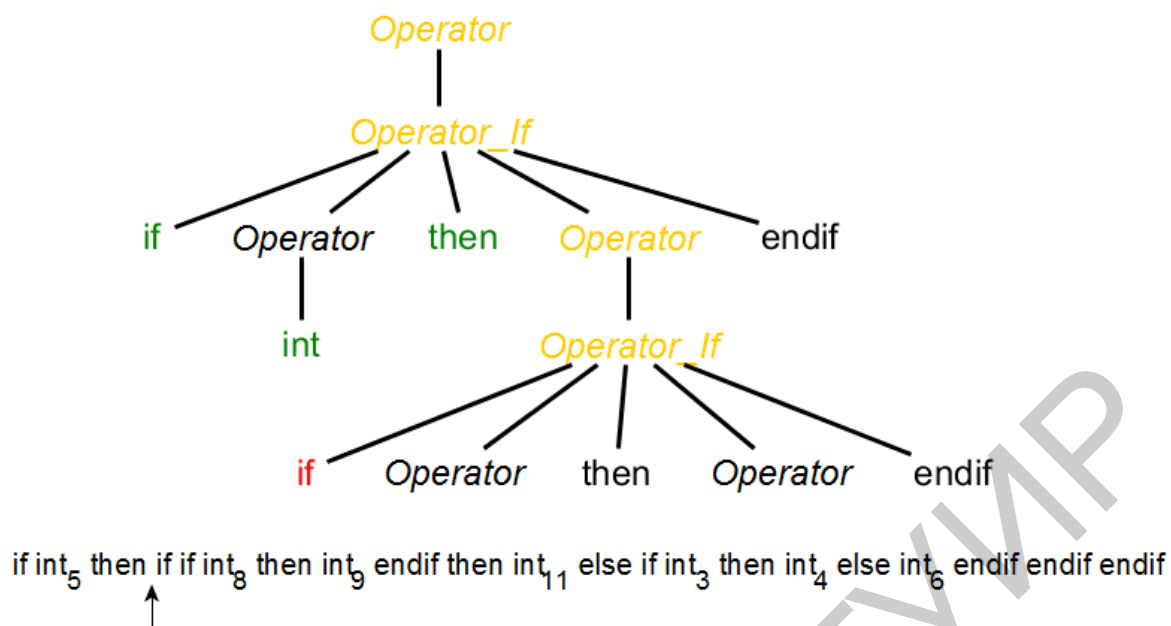 Operator
Operator_If
if Operator then Operator endif
int Operator_If
if Operator then Operator endif
if int5 then if if int8 then int9 endif then int11 else if int3 then int4 else int6 endif endif endif
ГУИР